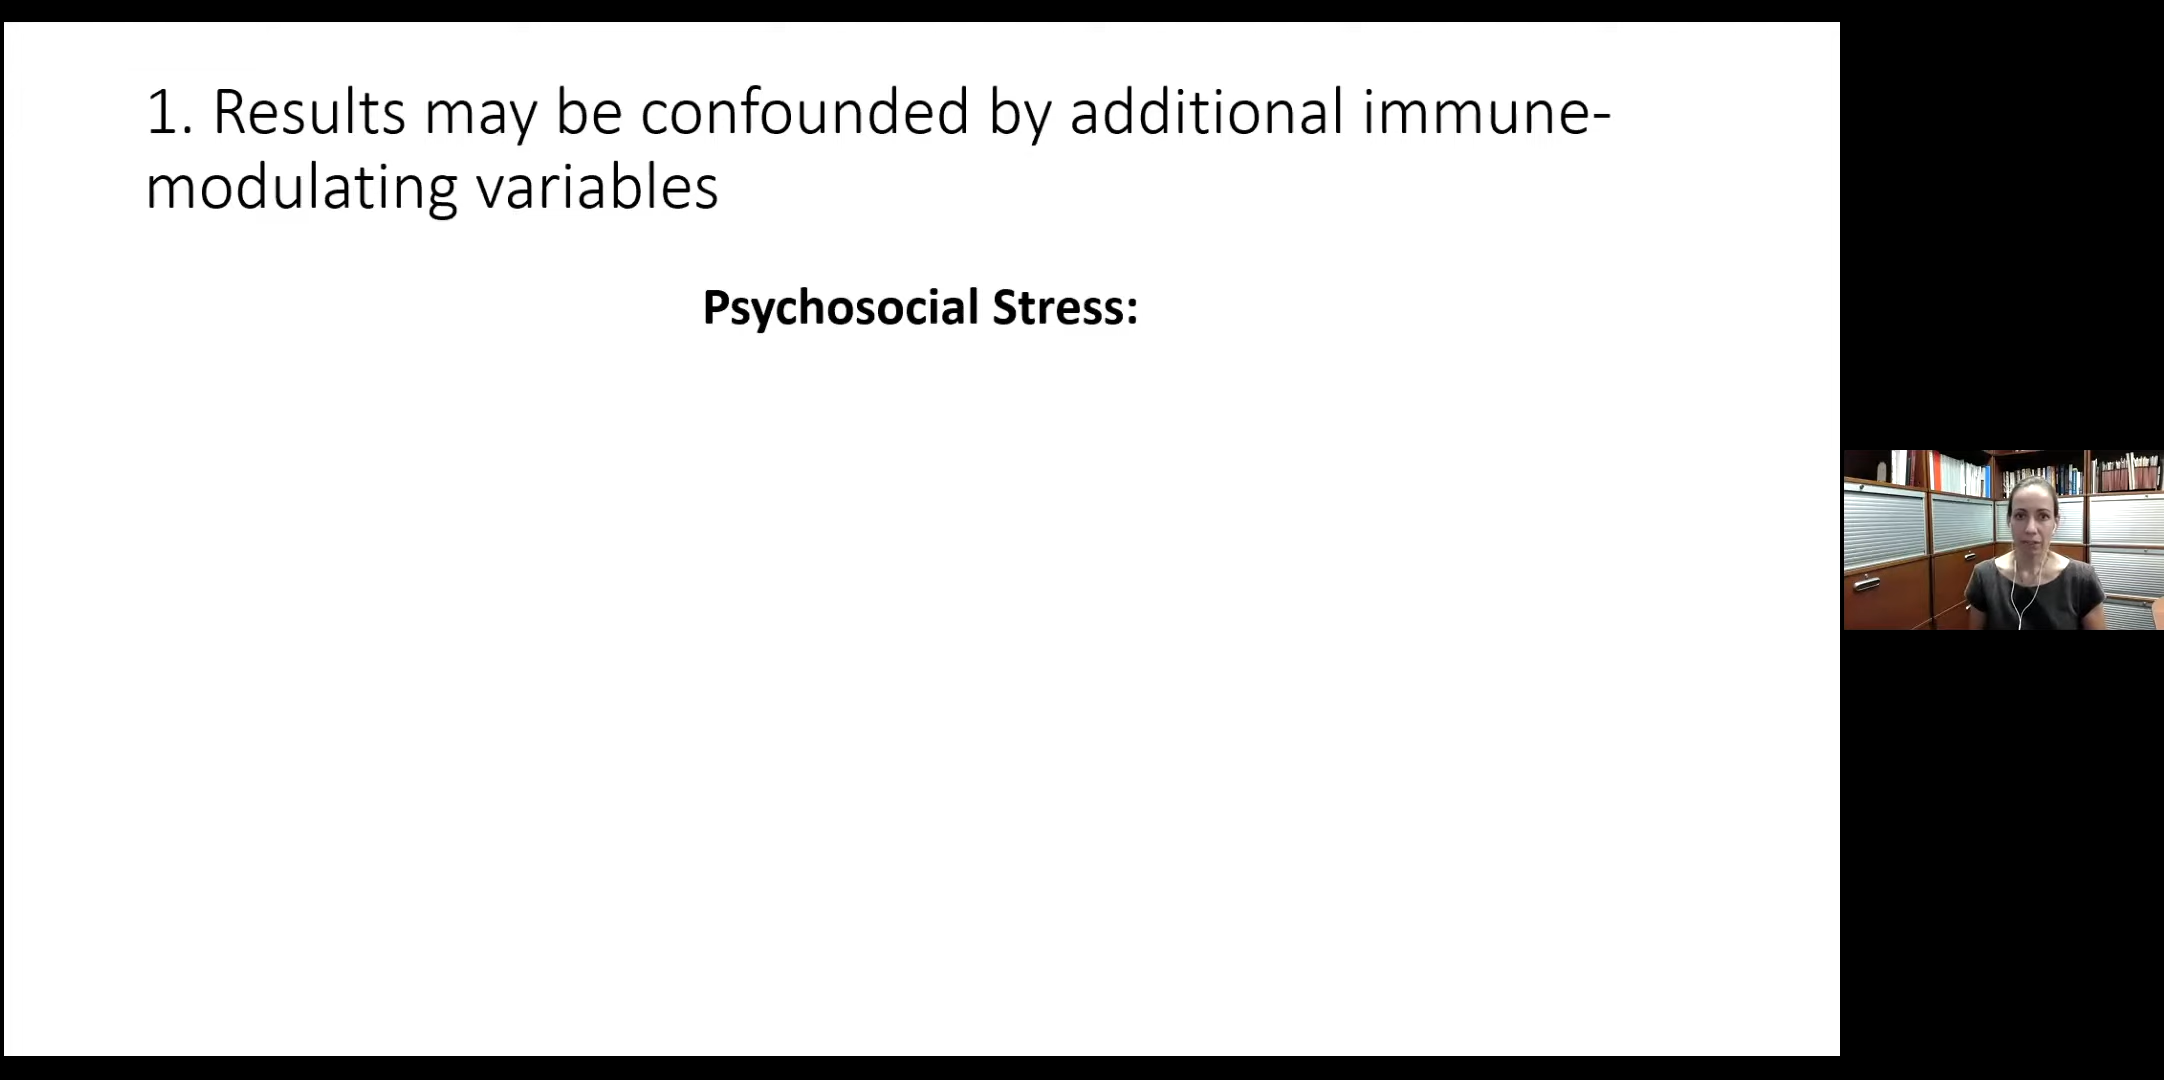 1. Results may be confounded by additional immune-
modulating variables
Psychosocial Stress: